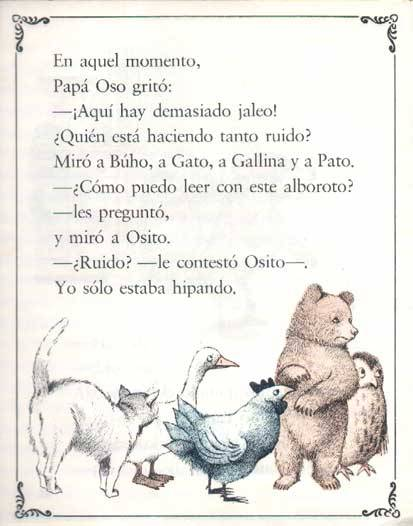 En aquel momento,
Papá Oso gritó:
—¡Aquí hay demasiado jaleo!
¿Quién está haciendo tanto ruido?
Miró a Búho, a Gato, a Gallina y a Pato.
—¿Cómo puedo leer con este alboroto?
—les preguntó,
y miró a Osito.
—¿Ruido? —le contestó Osito—.
Yo sólo estaba hipando.